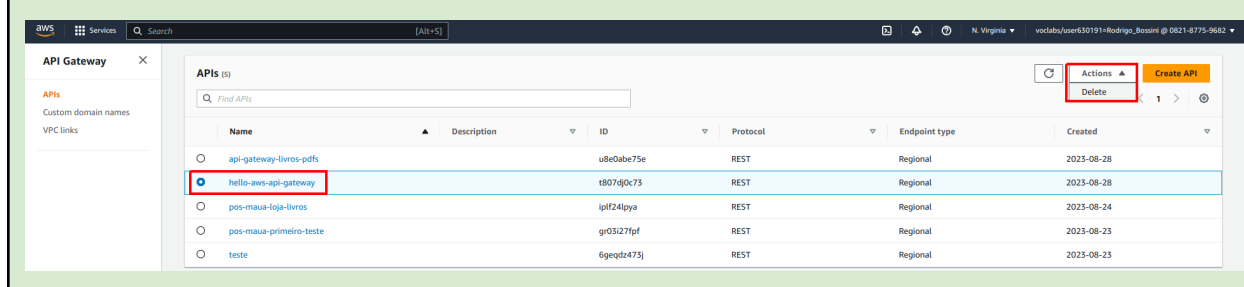 aws Services Search [Alt+S] N. Virginia voclabs/user630191=Rodrigo_Bossini @ 0821-8775-9682
API Gateway
APIs
Custom domain names
VPC links
APIs (5)
Actions Create API
Find APIs
Delete
1
Name Description ID Protocol Endpoint type Created
api-gateway-livros-pdfs u8e0abe75e REST Regional 2023-08-28
hello-aws-api-gateway t807dj0c73 REST Regional 2023-08-28
pos-maua-loja-livros iplf24lpya REST Regional 2023-08-24
pos-maua-primeiro-teste gr03i27fpf REST Regional 2023-08-23
teste 6geqdz473j REST Regional 2023-08-23